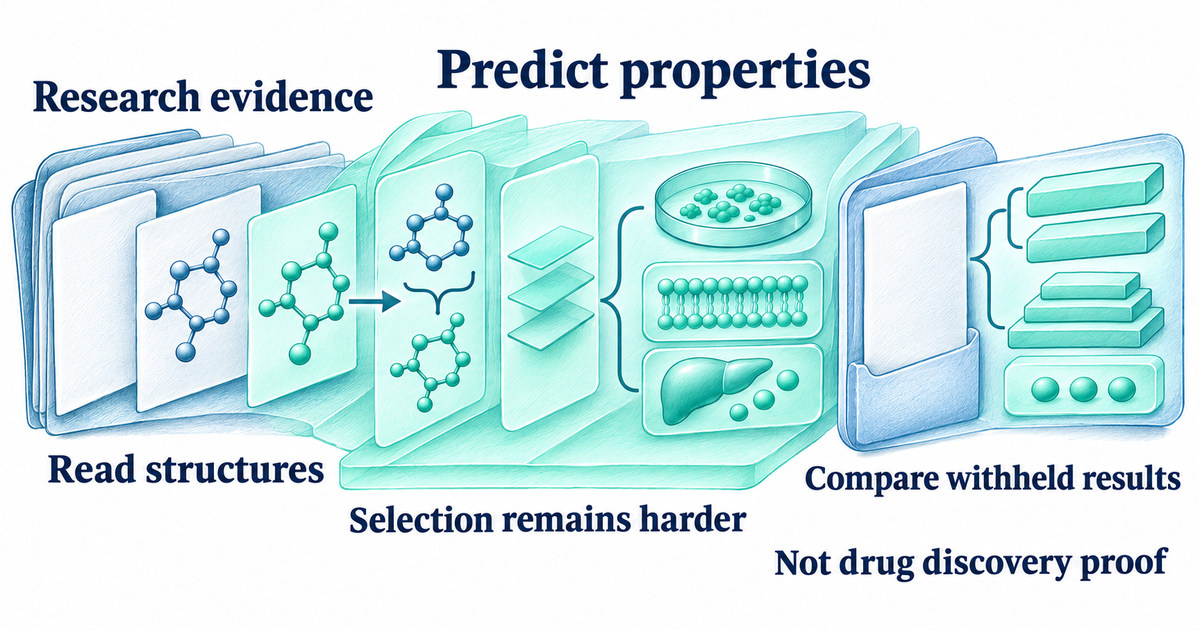 Research evidence
Predict properties
Read structures
Selection remains harder
Compare withheld results
Not drug discovery proof